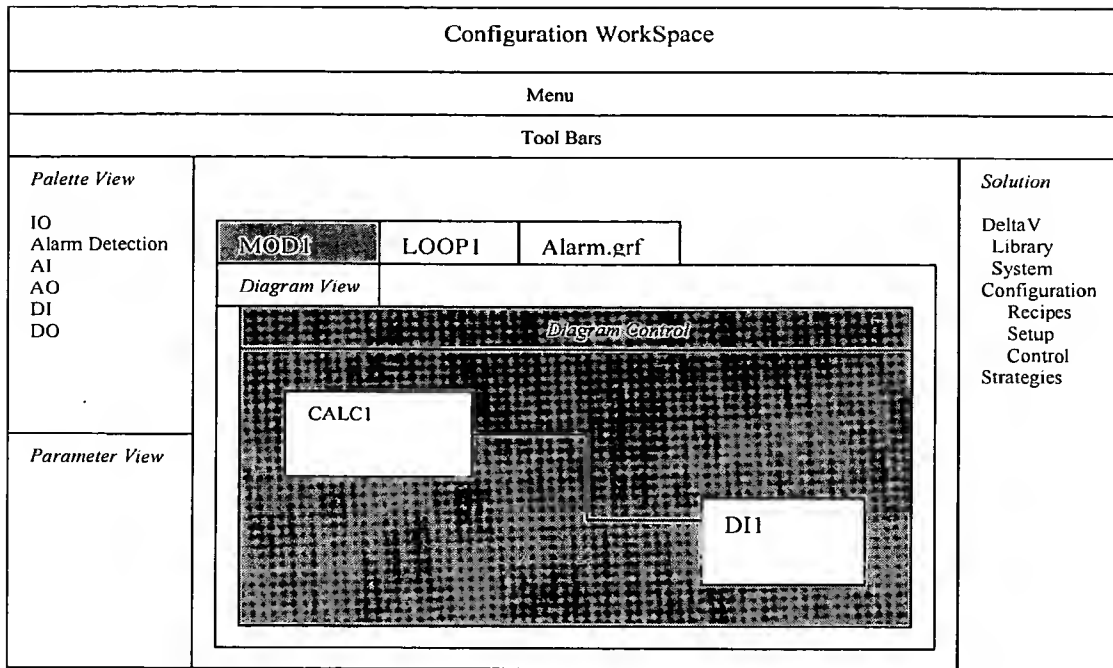 Configuration WorkSpace
Menu
Tool Bars
Palette View
IO
Alarm Detection
AI
AO
DI
DO
Parameter View
MOD1
LOOP1
Alarm.grf
Diagram View
Diagram Control
CALC1
DI1
Solution
DeltaV
Library
System
Configuration
Recipes
Setup
Control
Strategies